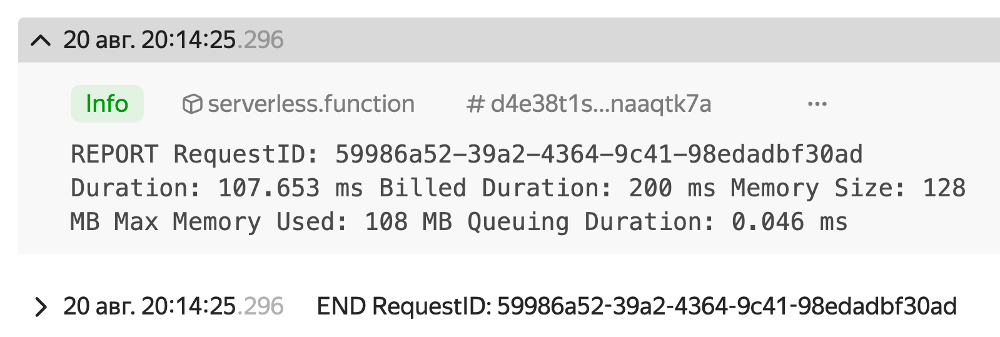 20 авг. 20:14:25.296
Info serverless.function # d4e38t1s...naaqtk7a ...
REPORT RequestID: 59986a52-39a2-4364-9c41-98edadbf30ad
Duration: 107.653 ms Billed Duration: 200 ms Memory Size: 128
MB Max Memory Used: 108 MB Queuing Duration: 0.046 ms
20 авг. 20:14:25.296 END RequestID: 59986a52-39a2-4364-9c41-98edadbf30ad